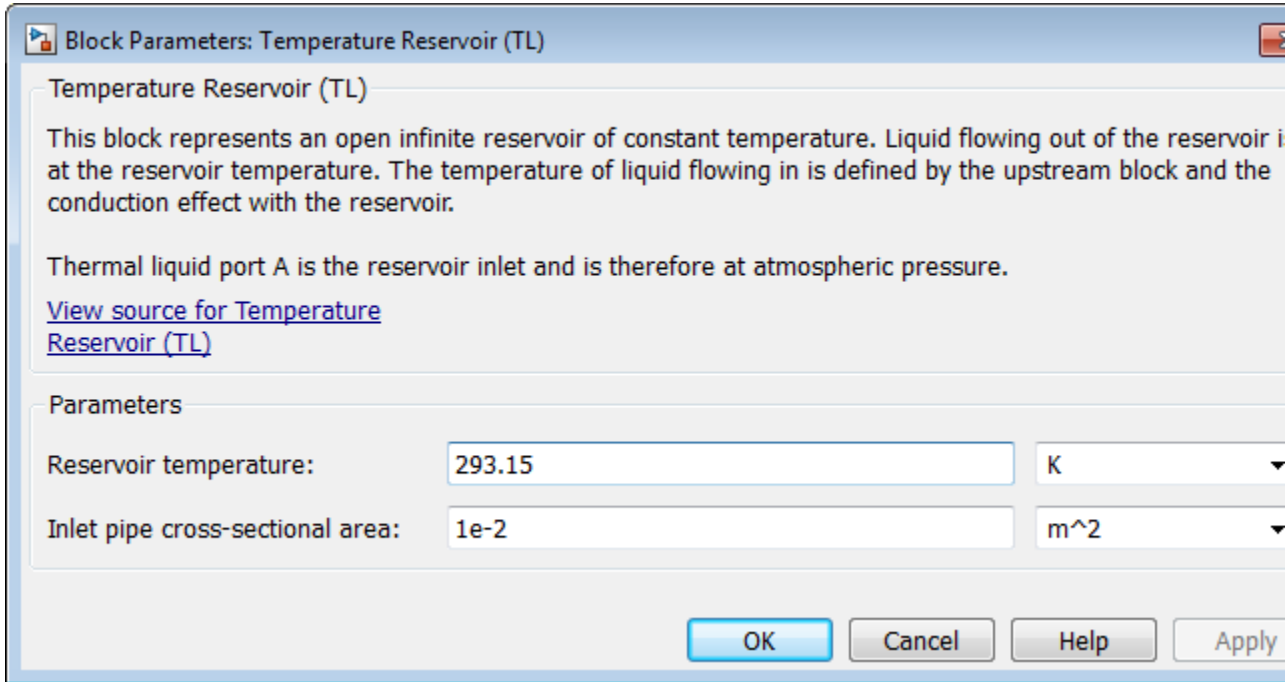 Block Parameters: Temperature Reservoir (TL)
Temperature Reservoir (TL)
This block represents an open infinite reservoir of constant temperature. Liquid flowing out of the reservoir is
at the reservoir temperature. The temperature of liquid flowing in is defined by the upstream block and the
conduction effect with the reservoir.
Thermal liquid port A is the reservoir inlet and is therefore at atmospheric pressure.
View source for Temperature
Reservoir (TL)
Parameters
Reservoir temperature: 293.15 K
Inlet pipe cross-sectional area: 1e-2 m^2
OK Cancel Help Apply